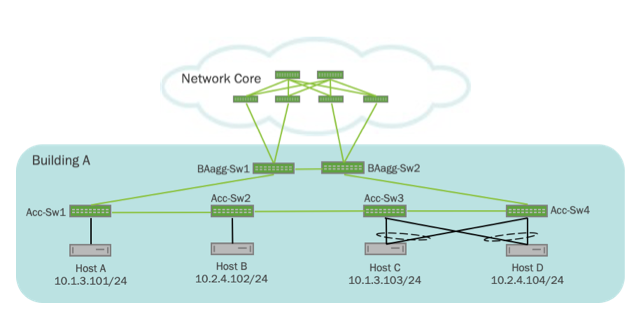 Network Core
Building A
BAagg-Sw1
BAagg-Sw2
Acc-Sw1
Acc-Sw2
Acc-Sw3
Acc-Sw4
Host A
10.1.3.101/24
Host B
10.2.4.102/24
Host C
10.1.3.103/24
Host D
10.2.4.104/24